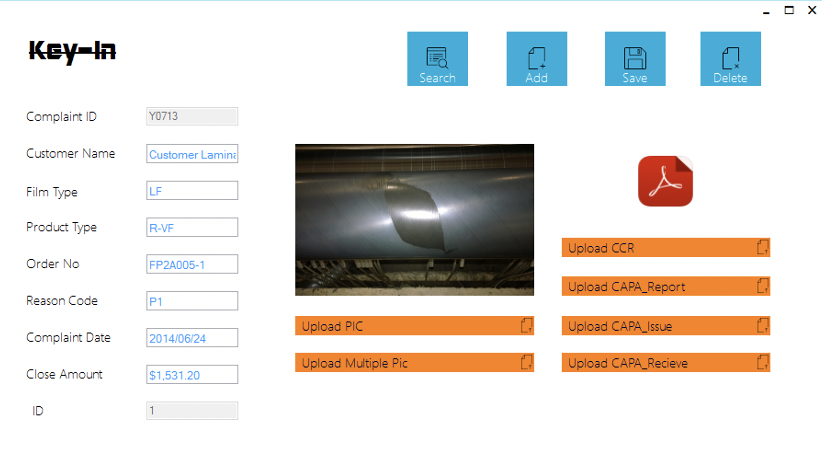 Key-In
Search
Add
Save
Delete
Complaint ID
Y0713
Customer Name
Customer Lamina
Film Type
LF
Product Type
R-VF
Order No
FP2A005-1
Reason Code
P1
Complaint Date
2014/06/24
Close Amount
$1,531.20
ID
1
Upload PIC
Upload Multiple Pic
Upload CCR
Upload CAPA_Report
Upload CAPA_Issue
Upload CAPA_Recieve